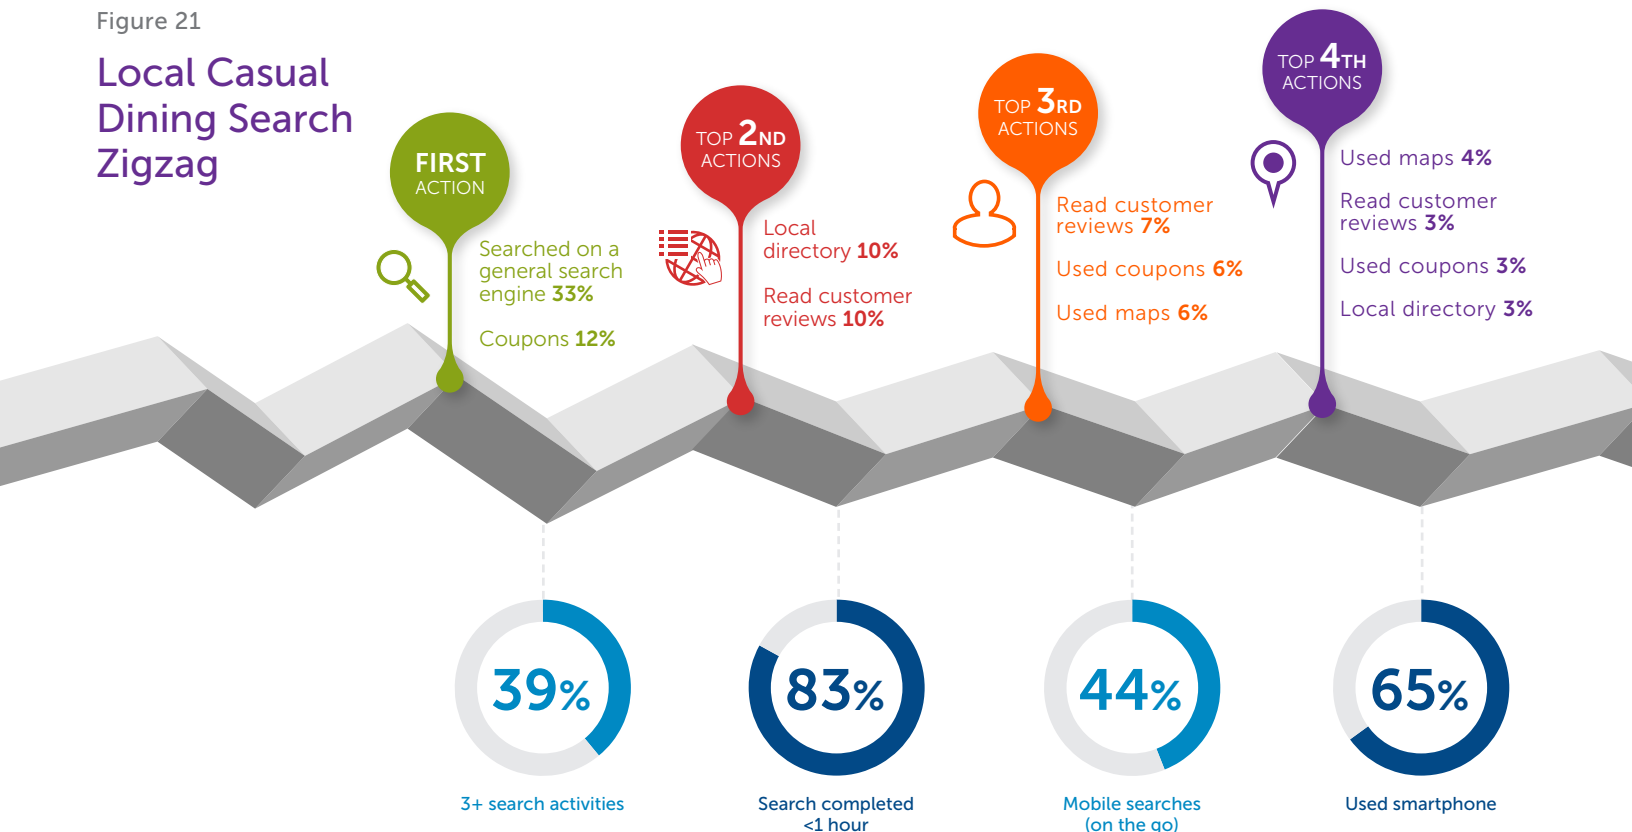 Figure 21
Local Casual
Dining Search
Zigzag
FIRST
ACTION
Searched on a
general search
engine 33%
Coupons 12%
TOP 2ND
ACTIONS
Local
directory 10%
Read customer
reviews 10%
TOP 3RD
ACTIONS
Read customer
reviews 7%
Used coupons 6%
Used maps 6%
TOP 4TH
ACTIONS
Used maps 4%
Read customer
reviews 3%
Used coupons 3%
Local directory 3%
39%
3+ search activities
83%
Search completed
<1 hour
44%
Mobile searches
(on the go)
65%
Used smartphone